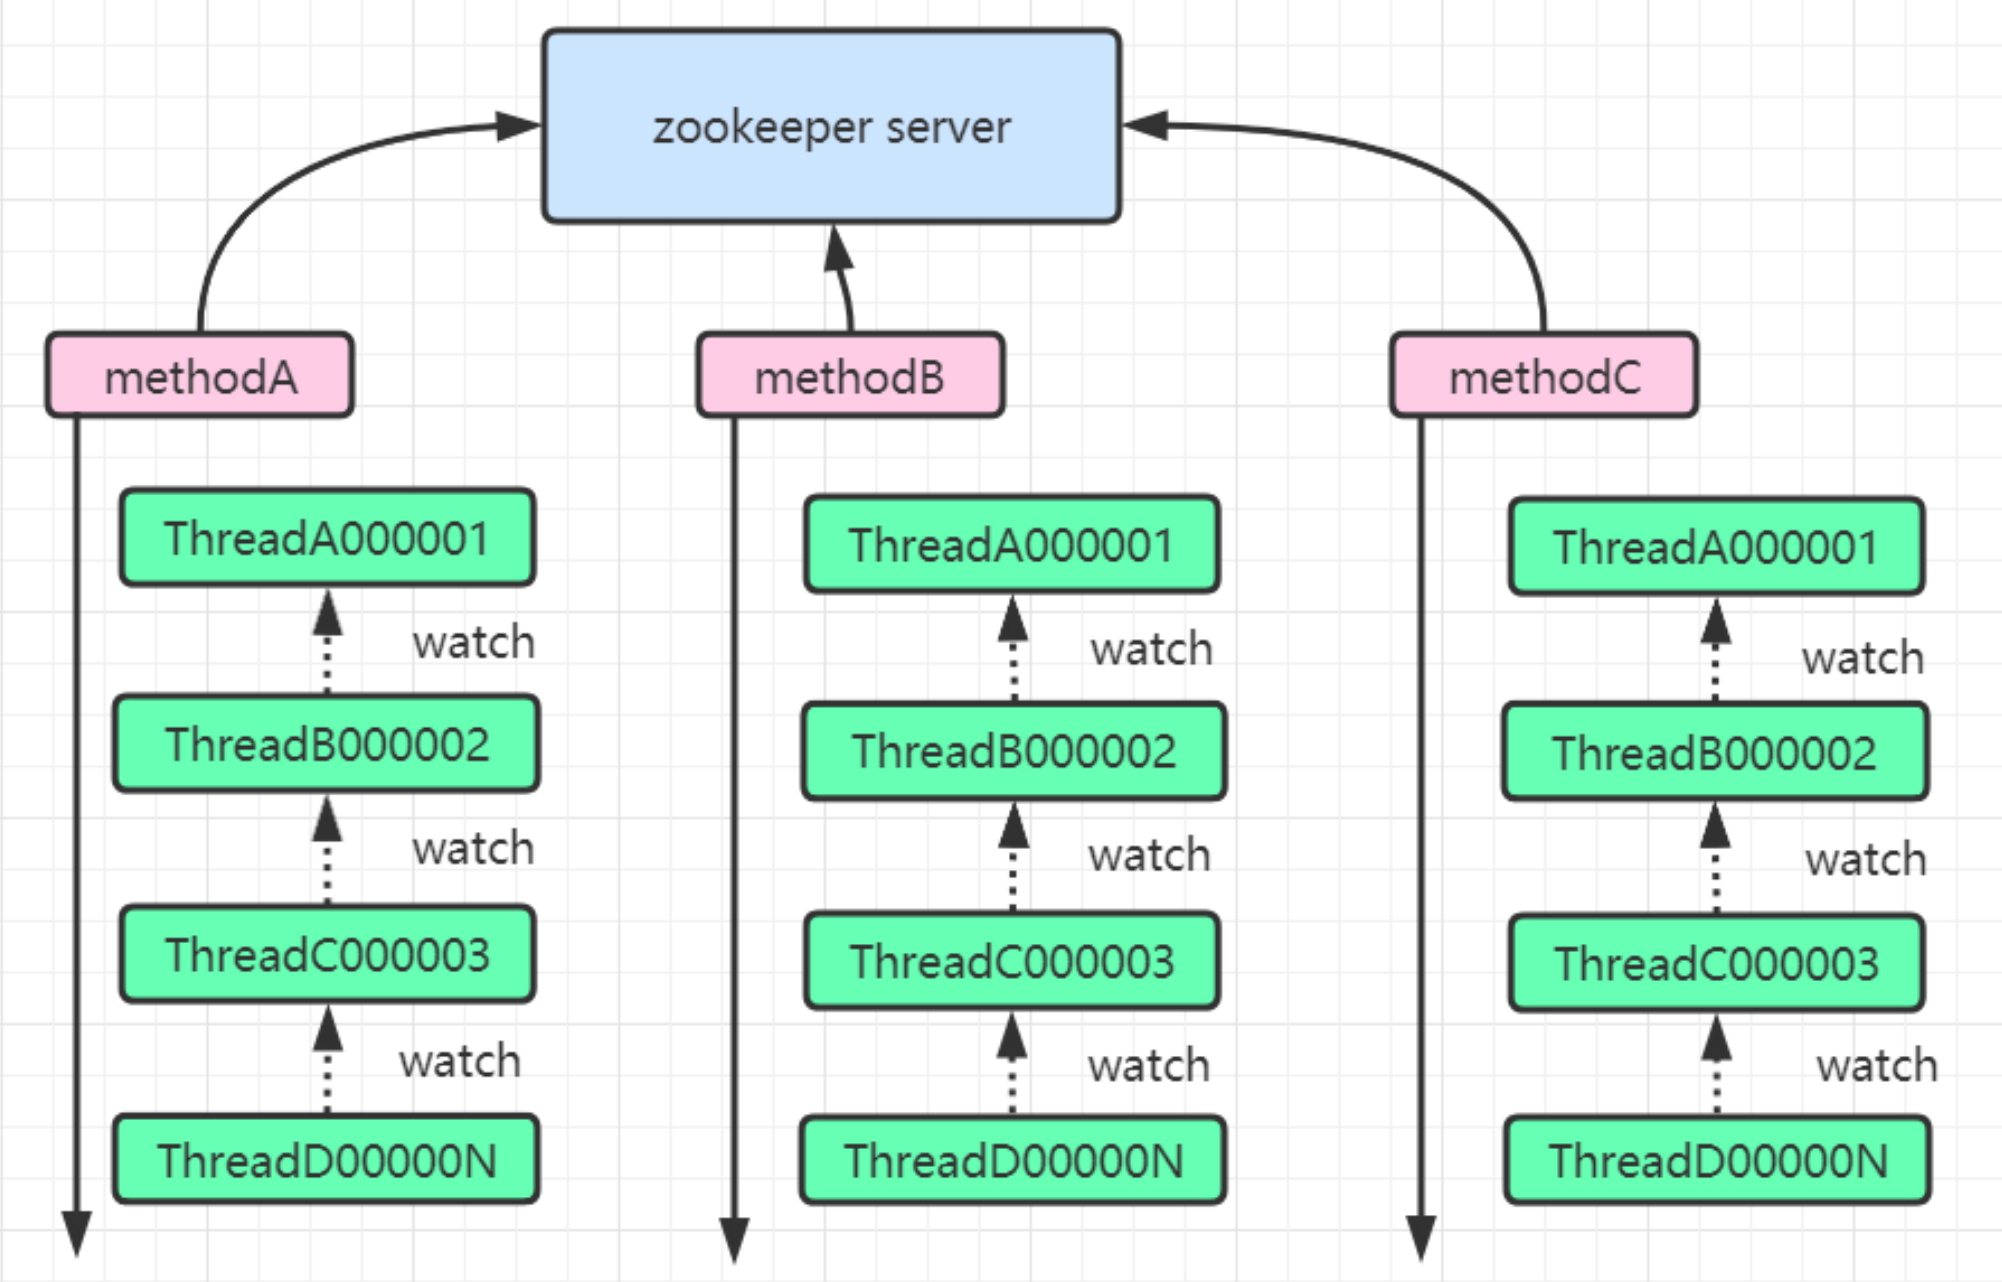 zookeeper server
methodA
methodB
methodC
ThreadA000001
watch
ThreadB000002
watch
ThreadC000003
watch
ThreadD00000N
ThreadA000001
watch
ThreadB000002
watch
ThreadC000003
watch
ThreadD00000N
ThreadA000001
watch
ThreadB000002
watch
ThreadC000003
watch
ThreadD00000N